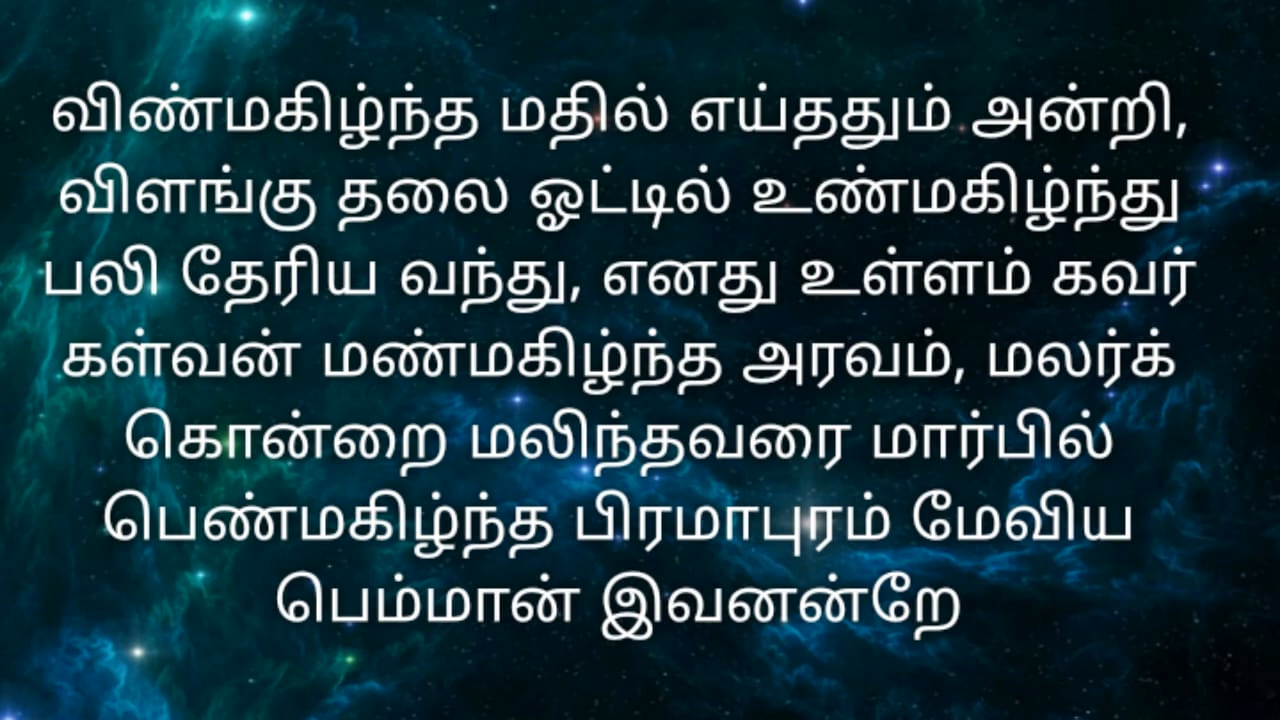 விண்மகிழ்ந்த மதில் எய்ததும் அன்றி,
விளங்கு தலை ஓட்டில் உண்மகிழ்ந்து
பலி தேரிய வந்து, எனது உள்ளம் கவர்
கள்வன் மண்மகிழ்ந்த அரவம், மலர்க்
கொன்றை மலிந்தவரை மார்பில்
பெண்மகிழ்ந்த பிரமாபுரம் மேவிய
பெம்மான் இவனன்றே